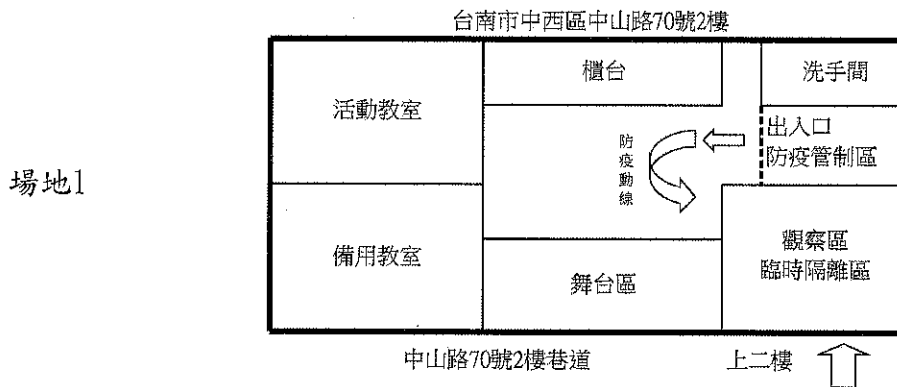 台南市中西區中山路70號2樓
櫃台
洗手間
活動教室
出入口
防疫管制區
防疫動線
場地1
備用教室
觀察區
臨時隔離區
舞台區
中山路70號2樓巷道
上二樓